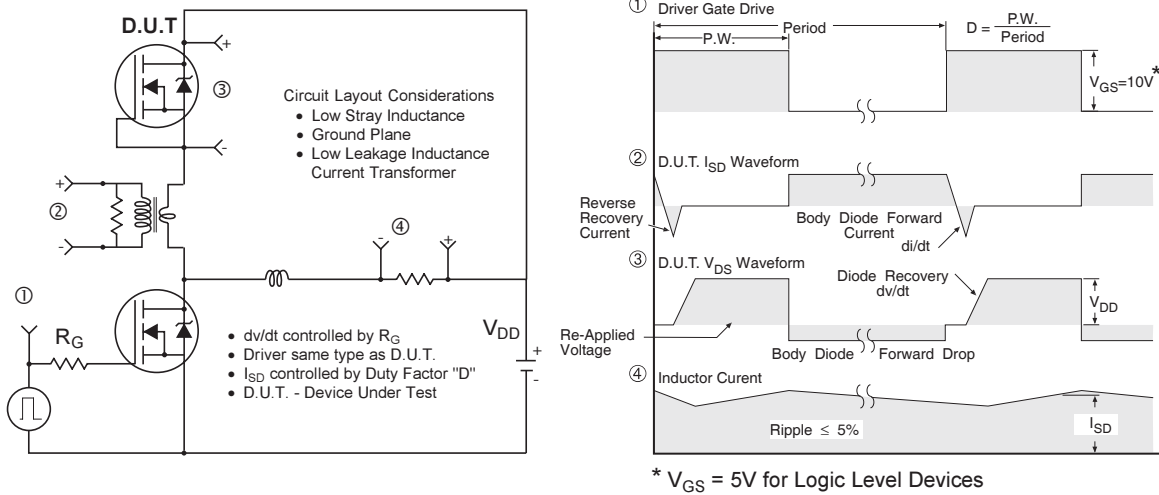 D.U.T
+
③
-
Circuit Layout Considerations
• Low Stray Inductance
• Ground Plane
• Low Leakage Inductance
Current Transformer
+
②
-
④
-
+
①
R_G
• dv/dt controlled by R_G
• Driver same type as D.U.T.
• I_SD controlled by Duty Factor "D"
• D.U.T. - Device Under Test
V_DD
+
-
① Driver Gate Drive
P.W.
Period
D = P.W. / Period
V_GS=10V *
② D.U.T. I_SD Waveform
Reverse
Recovery
Current
Body Diode Forward
Current
di/dt
③ D.U.T. V_DS Waveform
Diode Recovery
dv/dt
V_DD
Re-Applied
Voltage
Body Diode Forward Drop
④ Inductor Curent
Ripple ≤ 5%
I_SD
* V_GS = 5V for Logic Level Devices